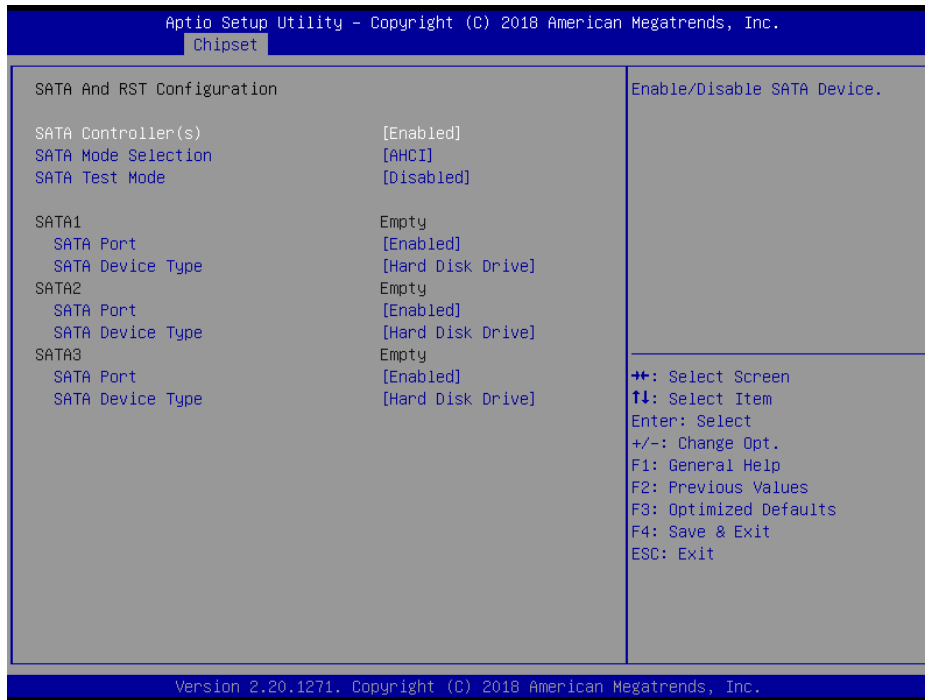 Aptio Setup Utility – Copyright (C) 2018 American Megatrends, Inc.
Chipset
SATA And RST Configuration
Enable/Disable SATA Device.
SATA Controller(s) [Enabled]
SATA Mode Selection [AHCI]
SATA Test Mode [Disabled]
SATA1 Empty
SATA Port [Enabled]
SATA Device Type [Hard Disk Drive]
SATA2 Empty
SATA Port [Enabled]
SATA Device Type [Hard Disk Drive]
SATA3 Empty
SATA Port [Enabled]
SATA Device Type [Hard Disk Drive]
→←: Select Screen
↑↓: Select Item
Enter: Select
+/-: Change Opt.
F1: General Help
F2: Previous Values
F3: Optimized Defaults
F4: Save & Exit
ESC: Exit
Version 2.20.1271. Copyright (C) 2018 American Megatrends, Inc.